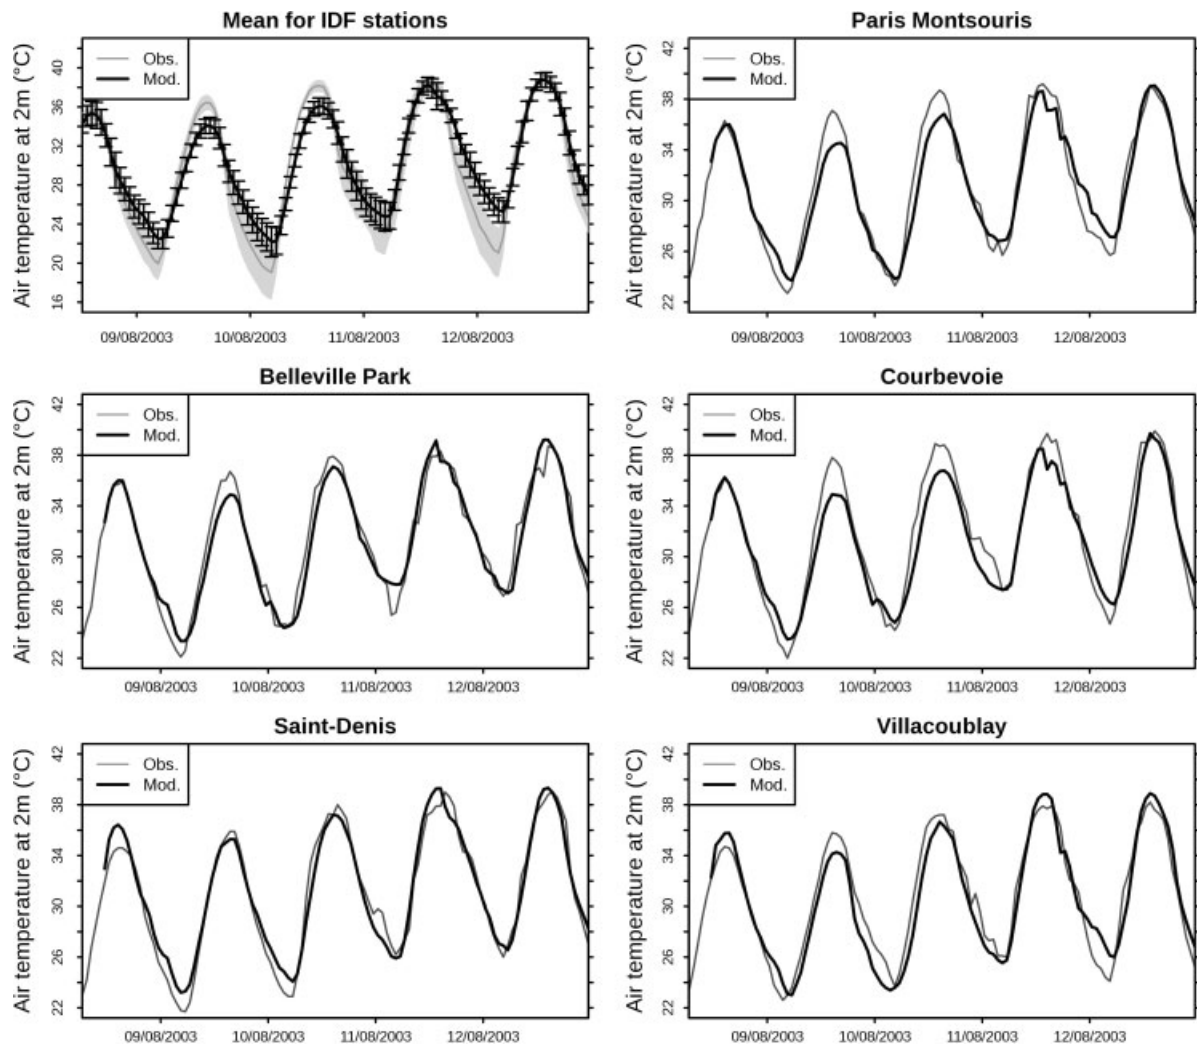 Mean for IDF stations
Air temperature at 2m (°C)
40
36
32
28
24
20
16
Obs.
Mod.
09/08/2003 10/08/2003 11/08/2003 12/08/2003
Paris Montsouris
Air temperature at 2m (°C)
42
38
34
30
26
22
Obs.
Mod.
09/08/2003 10/08/2003 11/08/2003 12/08/2003
Belleville Park
Air temperature at 2m (°C)
42
38
34
30
26
22
Obs.
Mod.
09/08/2003 10/08/2003 11/08/2003 12/08/2003
Courbevoie
Air temperature at 2m (°C)
42
38
34
30
26
22
Obs.
Mod.
09/08/2003 10/08/2003 11/08/2003 12/08/2003
Saint-Denis
Air temperature at 2m (°C)
42
38
34
30
26
22
Obs.
Mod.
09/08/2003 10/08/2003 11/08/2003 12/08/2003
Villacoublay
Air temperature at 2m (°C)
42
38
34
30
26
22
Obs.
Mod.
09/08/2003 10/08/2003 11/08/2003 12/08/2003